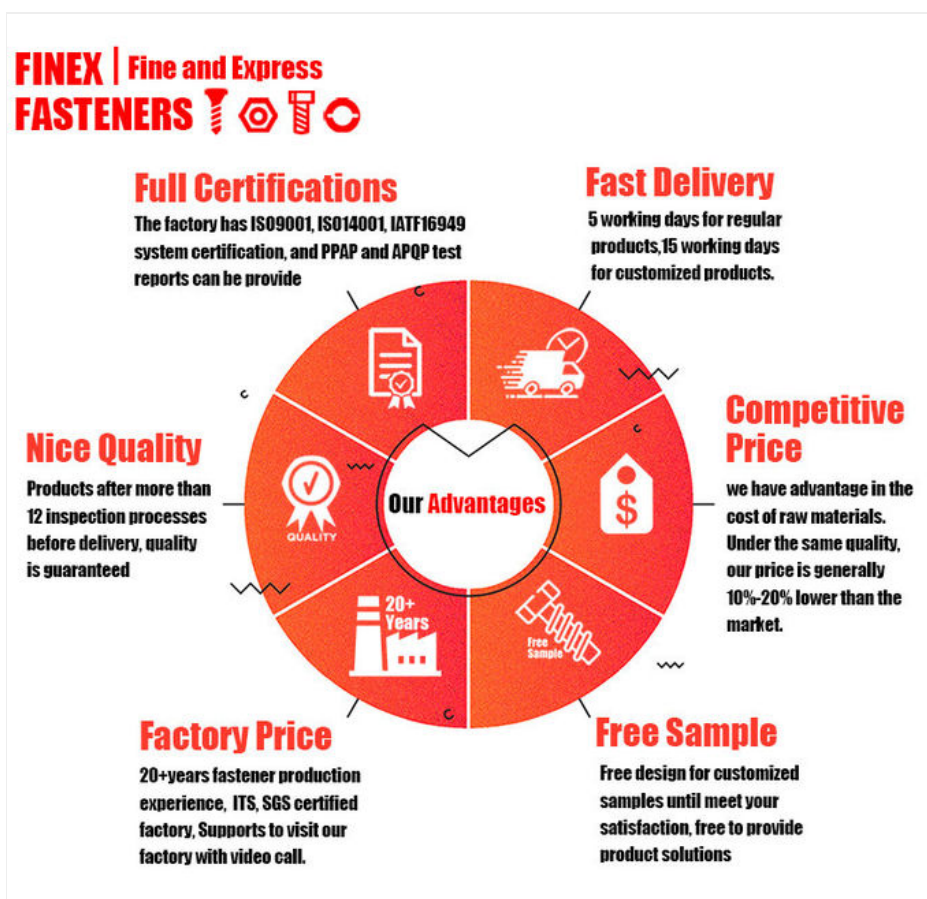 FINEX | Fine and Express
FASTENERS
Full Certifications
The factory has ISO9001, ISO14001, IATF16949
system certification, and PPAP and APQP test
reports can be provide
Fast Delivery
5 working days for regular
products,15 working days
for customized products.
Competitive
Price
we have advantage in the
cost of raw materials.
Under the same quality,
our price is generally
10%-20% lower than the
market.
Nice Quality
Products after more than
12 inspection processes
before delivery, quality
is guaranteed
QUALITY
Our Advantages
$
20+
Years
Free
Sample
Factory Price
20+years fastener production
experience, ITS, SGS certified
factory, Supports to visit our
factory with video call.
Free Sample
Free design for customized
samples until meet your
satisfaction, free to provide
product solutions